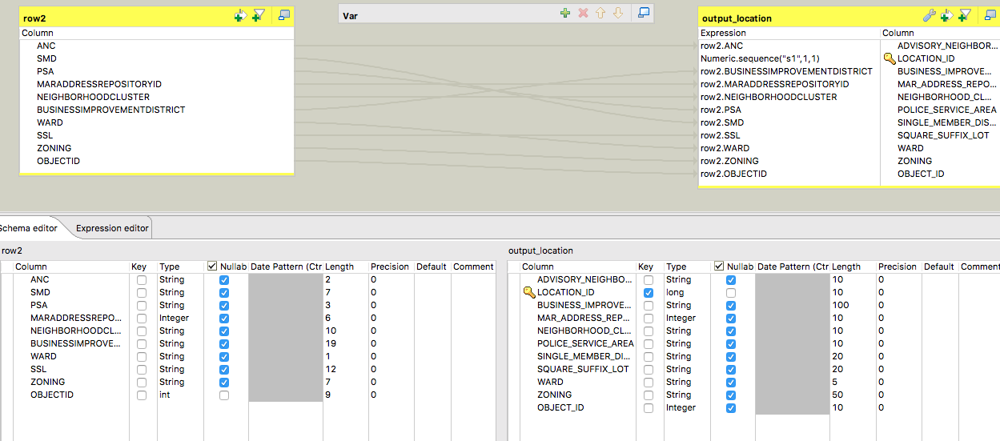 row2
Column
ANC
SMD
PSA
MARADDRESSREPOSITORYID
NEIGHBORHOODCLUSTER
BUSINESSIMPROVEMENTDISTRICT
WARD
SSL
ZONING
OBJECTID
Var
output_location
Expression Column
row2.ANC ADVISORY_NEIGHBOR...
Numeric.sequence("s1",1,1) LOCATION_ID
row2.BUSINESSIMPROVEMENTDISTRICT BUSINESS_IMPROVE...
row2.MARADDRESSREPOSITORYID MAR_ADDRESS_REPO...
row2.NEIGHBORHOODCLUSTER NEIGHBORHOOD_CL...
row2.PSA POLICE_SERVICE_AREA
row2.SMD SINGLE_MEMBER_DIS...
row2.SSL SQUARE_SUFFIX_LOT
row2.WARD WARD
row2.ZONING ZONING
row2.OBJECTID OBJECT_ID
Schema editor Expression editor
row2
Column Key Type Nullab Date Pattern (Ctr Length Precision Default Comment
ANC String 2 0
SMD String 7 0
PSA String 3 0
MARADDRESSREPO... Integer 6 0
NEIGHBORHOODCL... String 10 0
BUSINESSIMPROVE... String 19 0
WARD String 1 0
SSL String 12 0
ZONING String 7 0
OBJECTID int 9 0
output_location
Column Key Type Nullab Date Pattern (Ctr Length Precision Default Comment
ADVISORY_NEIGHBO... String 10 0
LOCATION_ID long 10 0
BUSINESS_IMPROVE... String 100 0
MAR_ADDRESS_REP... Integer 10 0
NEIGHBORHOOD_CL... String 10 0
POLICE_SERVICE_AREA String 10 0
SINGLE_MEMBER_DI... String 20 0
SQUARE_SUFFIX_LOT String 20 0
WARD String 5 0
ZONING String 50 0
OBJECT_ID Integer 10 0